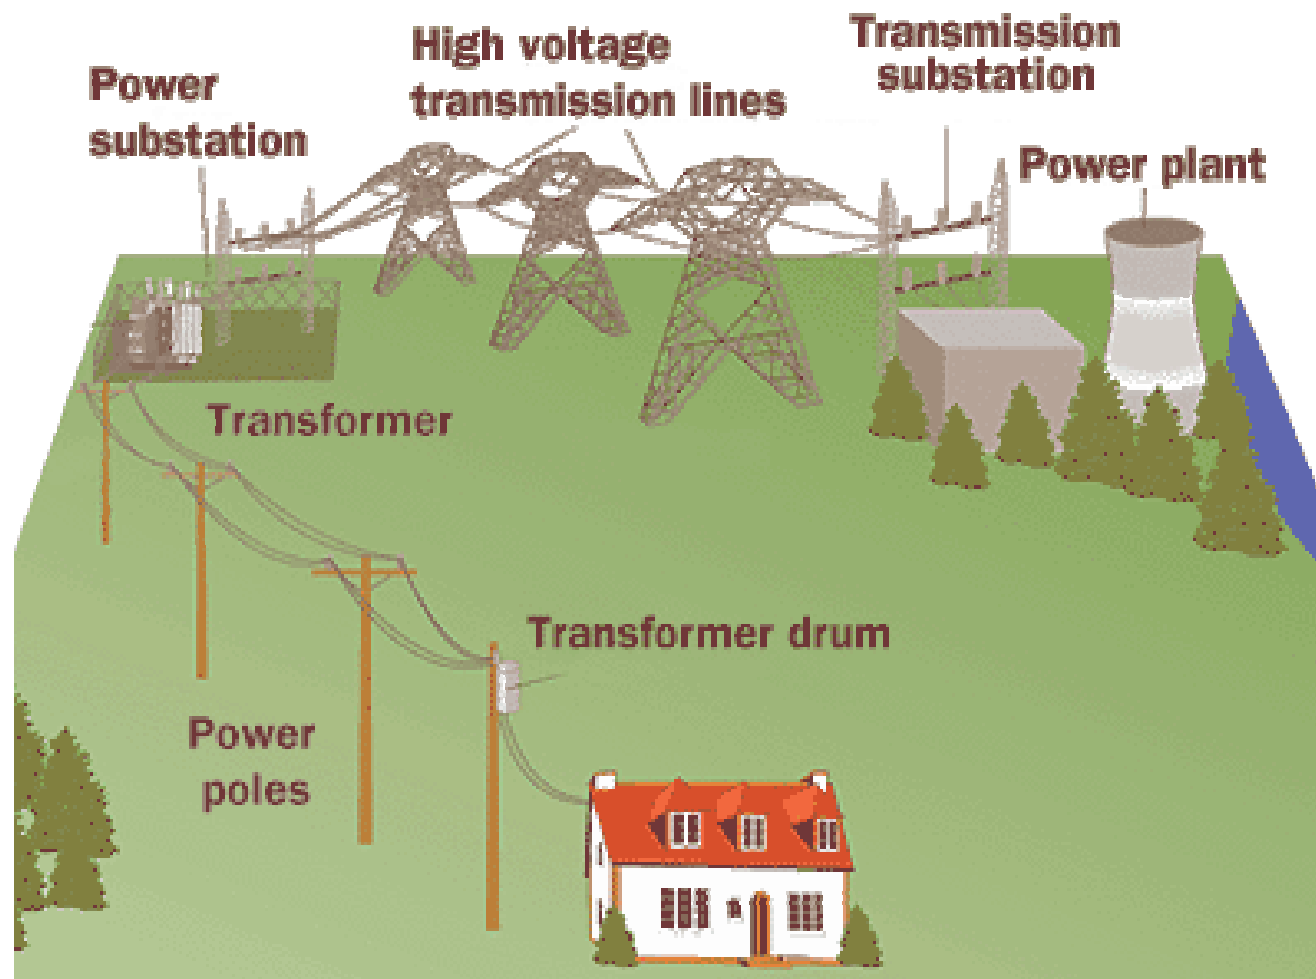 High voltage
transmission lines
Transmission
substation
Power
substation
Power plant
Transformer
Transformer drum
Power
poles